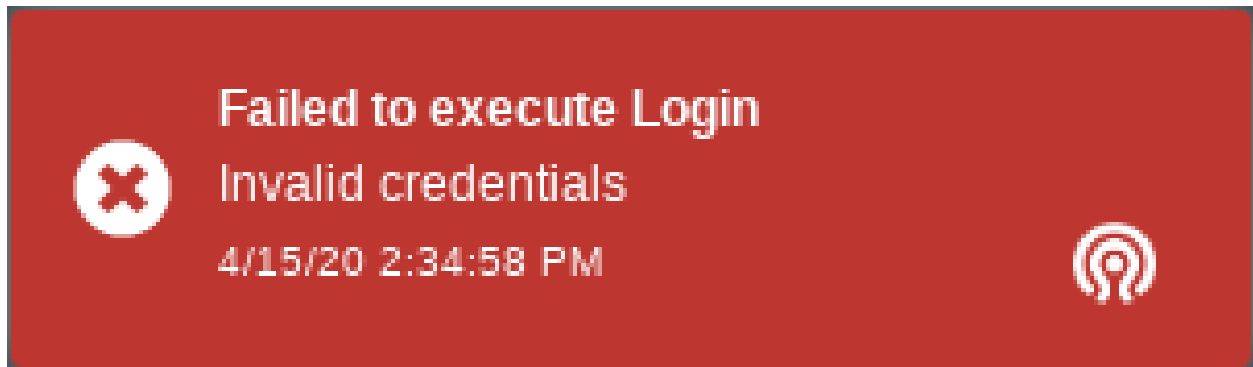 Failed to execute Login
Invalid credentials
4/15/20 2:34:58 PM